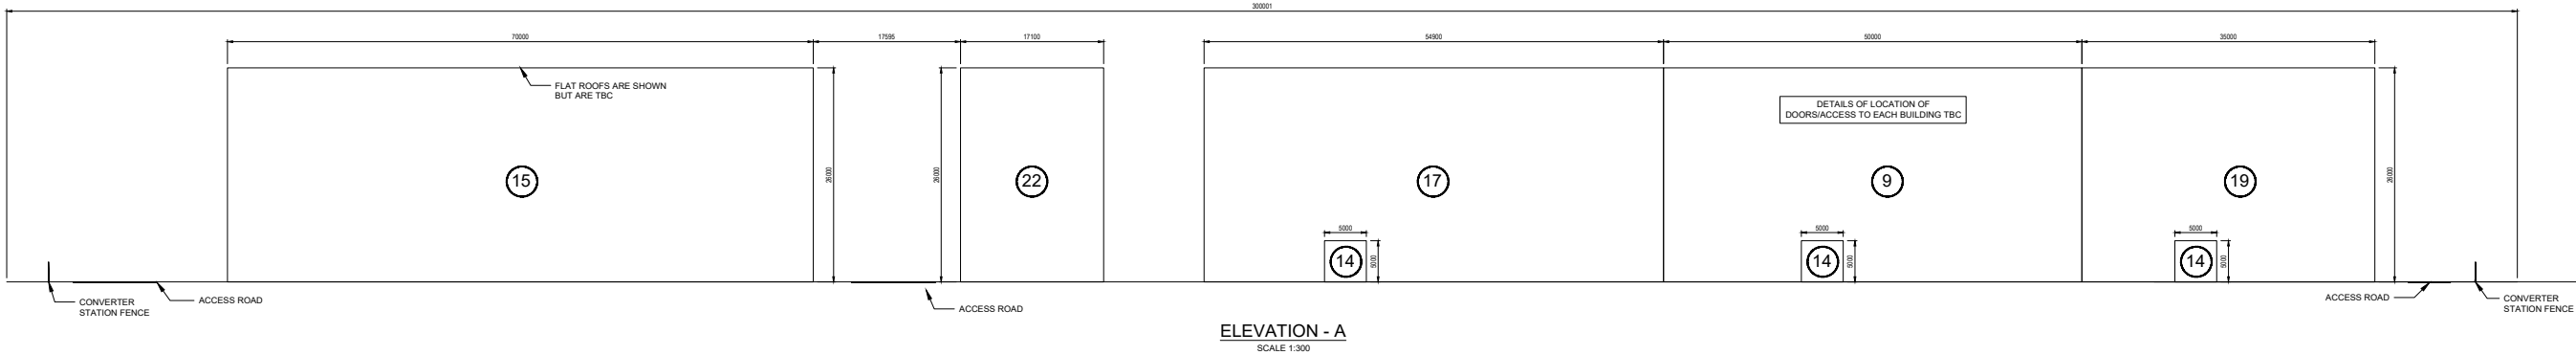 300001
70000
17595
17100
54900
50000
35000
FLAT ROOFS ARE SHOWN
BUT ARE TBC
DETAILS OF LOCATION OF
DOORS/ACCESS TO EACH BUILDING TBC
26000
26000
26000
15
22
17
9
19
5000
5000
5000
14
5000
14
5000
14
5000
CONVERTER
STATION FENCE
ACCESS ROAD
ACCESS ROAD
ACCESS ROAD
CONVERTER
STATION FENCE
ELEVATION - A
SCALE 1:300